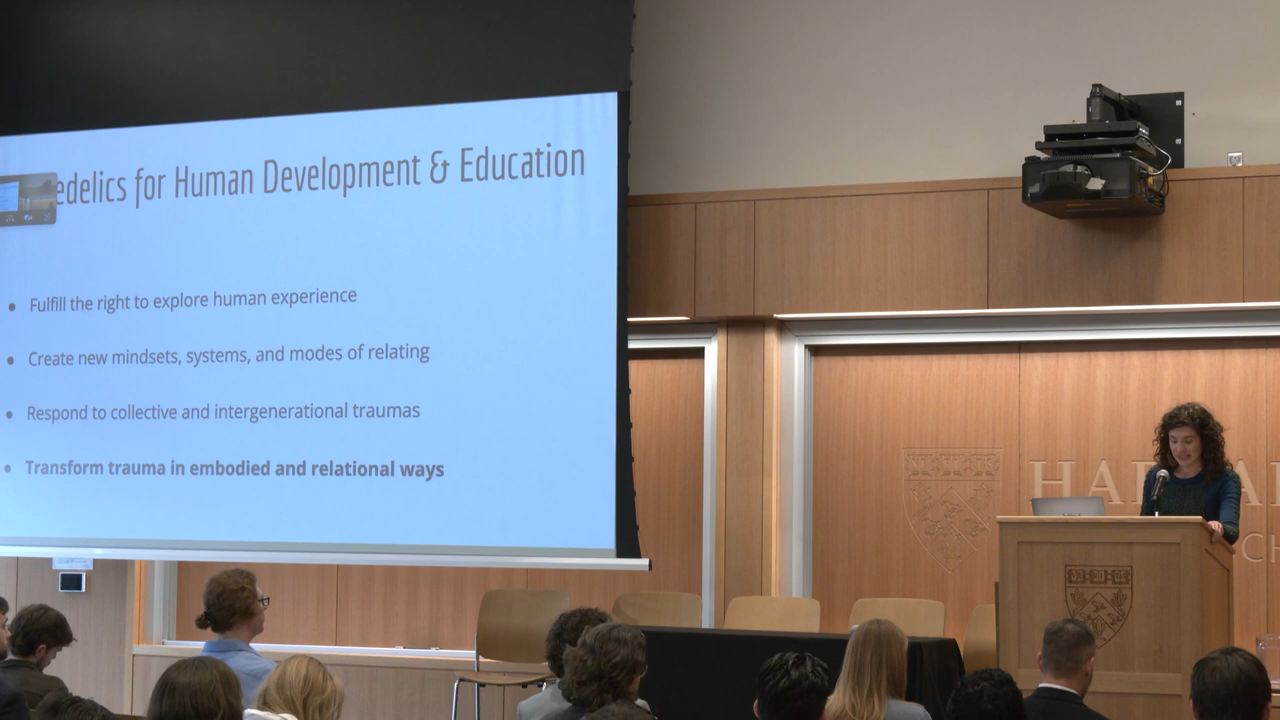 edelics for Human Development & Education
• Fulfill the right to explore human experience
• Create new mindsets, systems, and modes of relating
• Respond to collective and intergenerational traumas
• Transform trauma in embodied and relational ways
HA